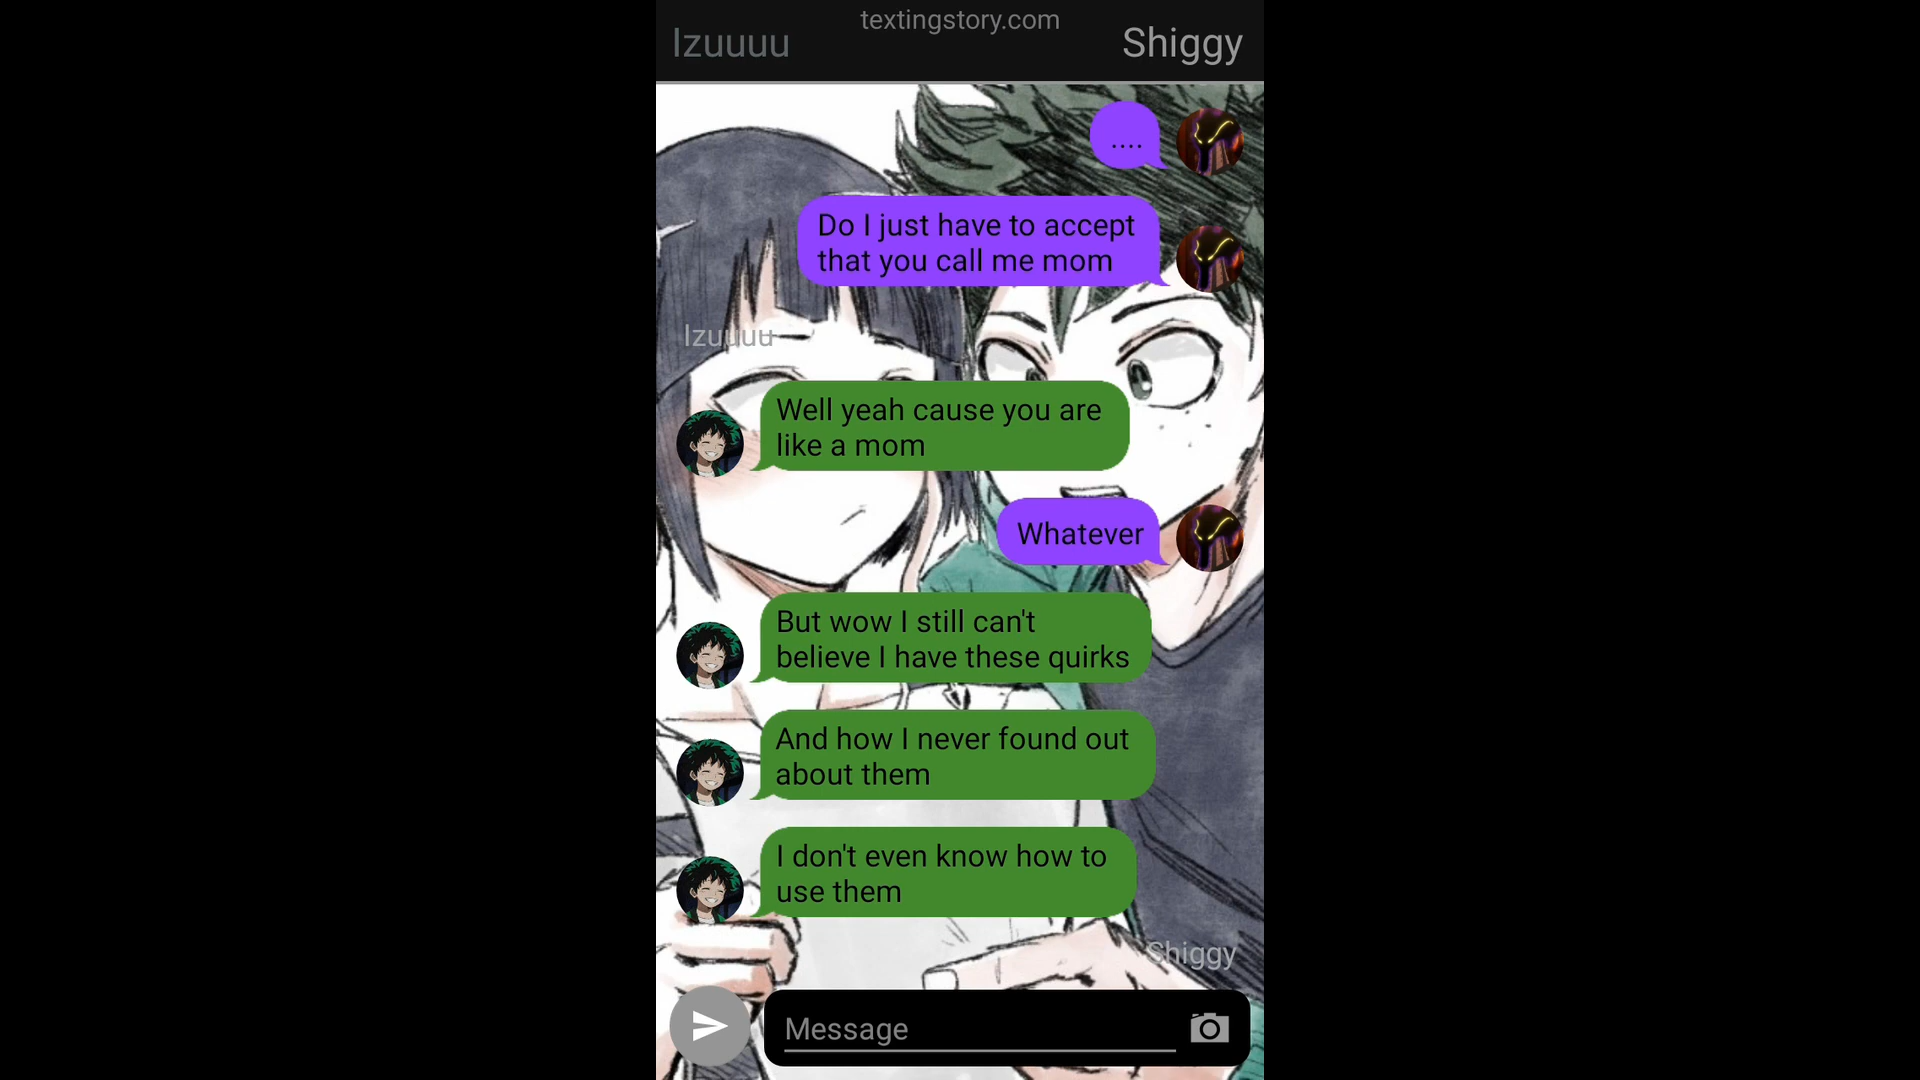 textingstory.com
Izuuuu
Shiggy
....
Do I just have to accept
that you call me mom
Izuuuu
Well yeah cause you are
like a mom
Whatever
But wow I still can't
believe I have these quirks
And how I never found out
about them
I don't even know how to
use them
Shiggy
Message